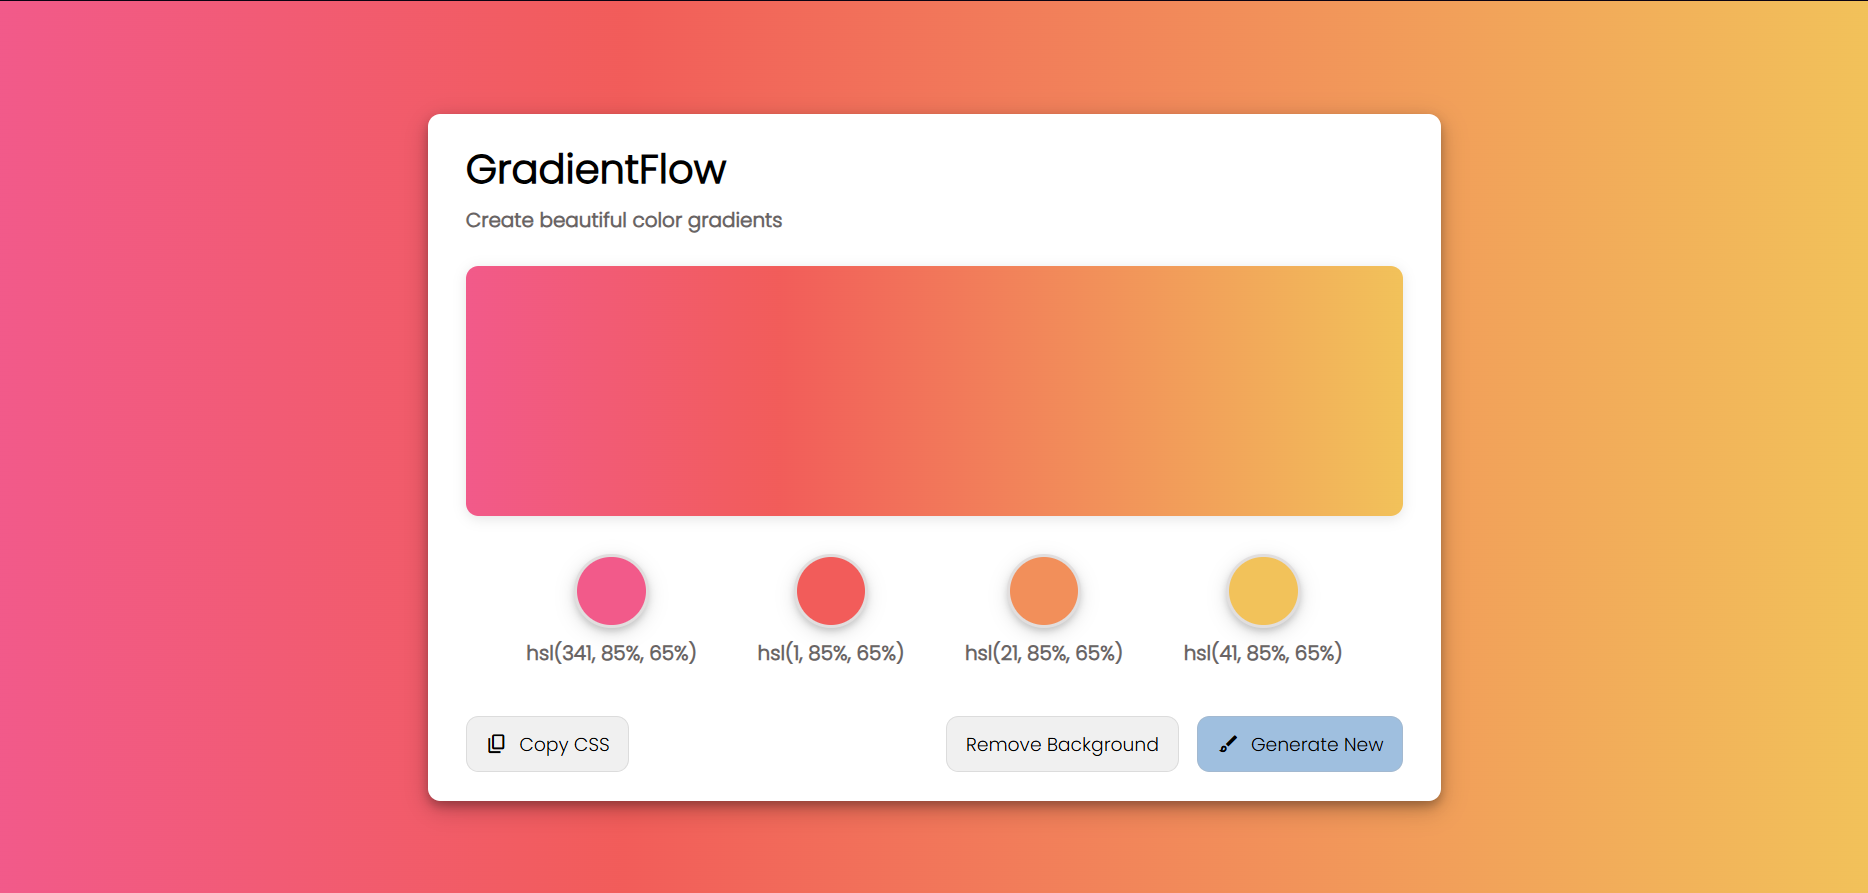 GradientFlow
Create beautiful color gradients
hsl(341, 85%, 65%) hsl(1, 85%, 65%) hsl(21, 85%, 65%) hsl(41, 85%, 65%)
Copy CSS Remove Background Generate New